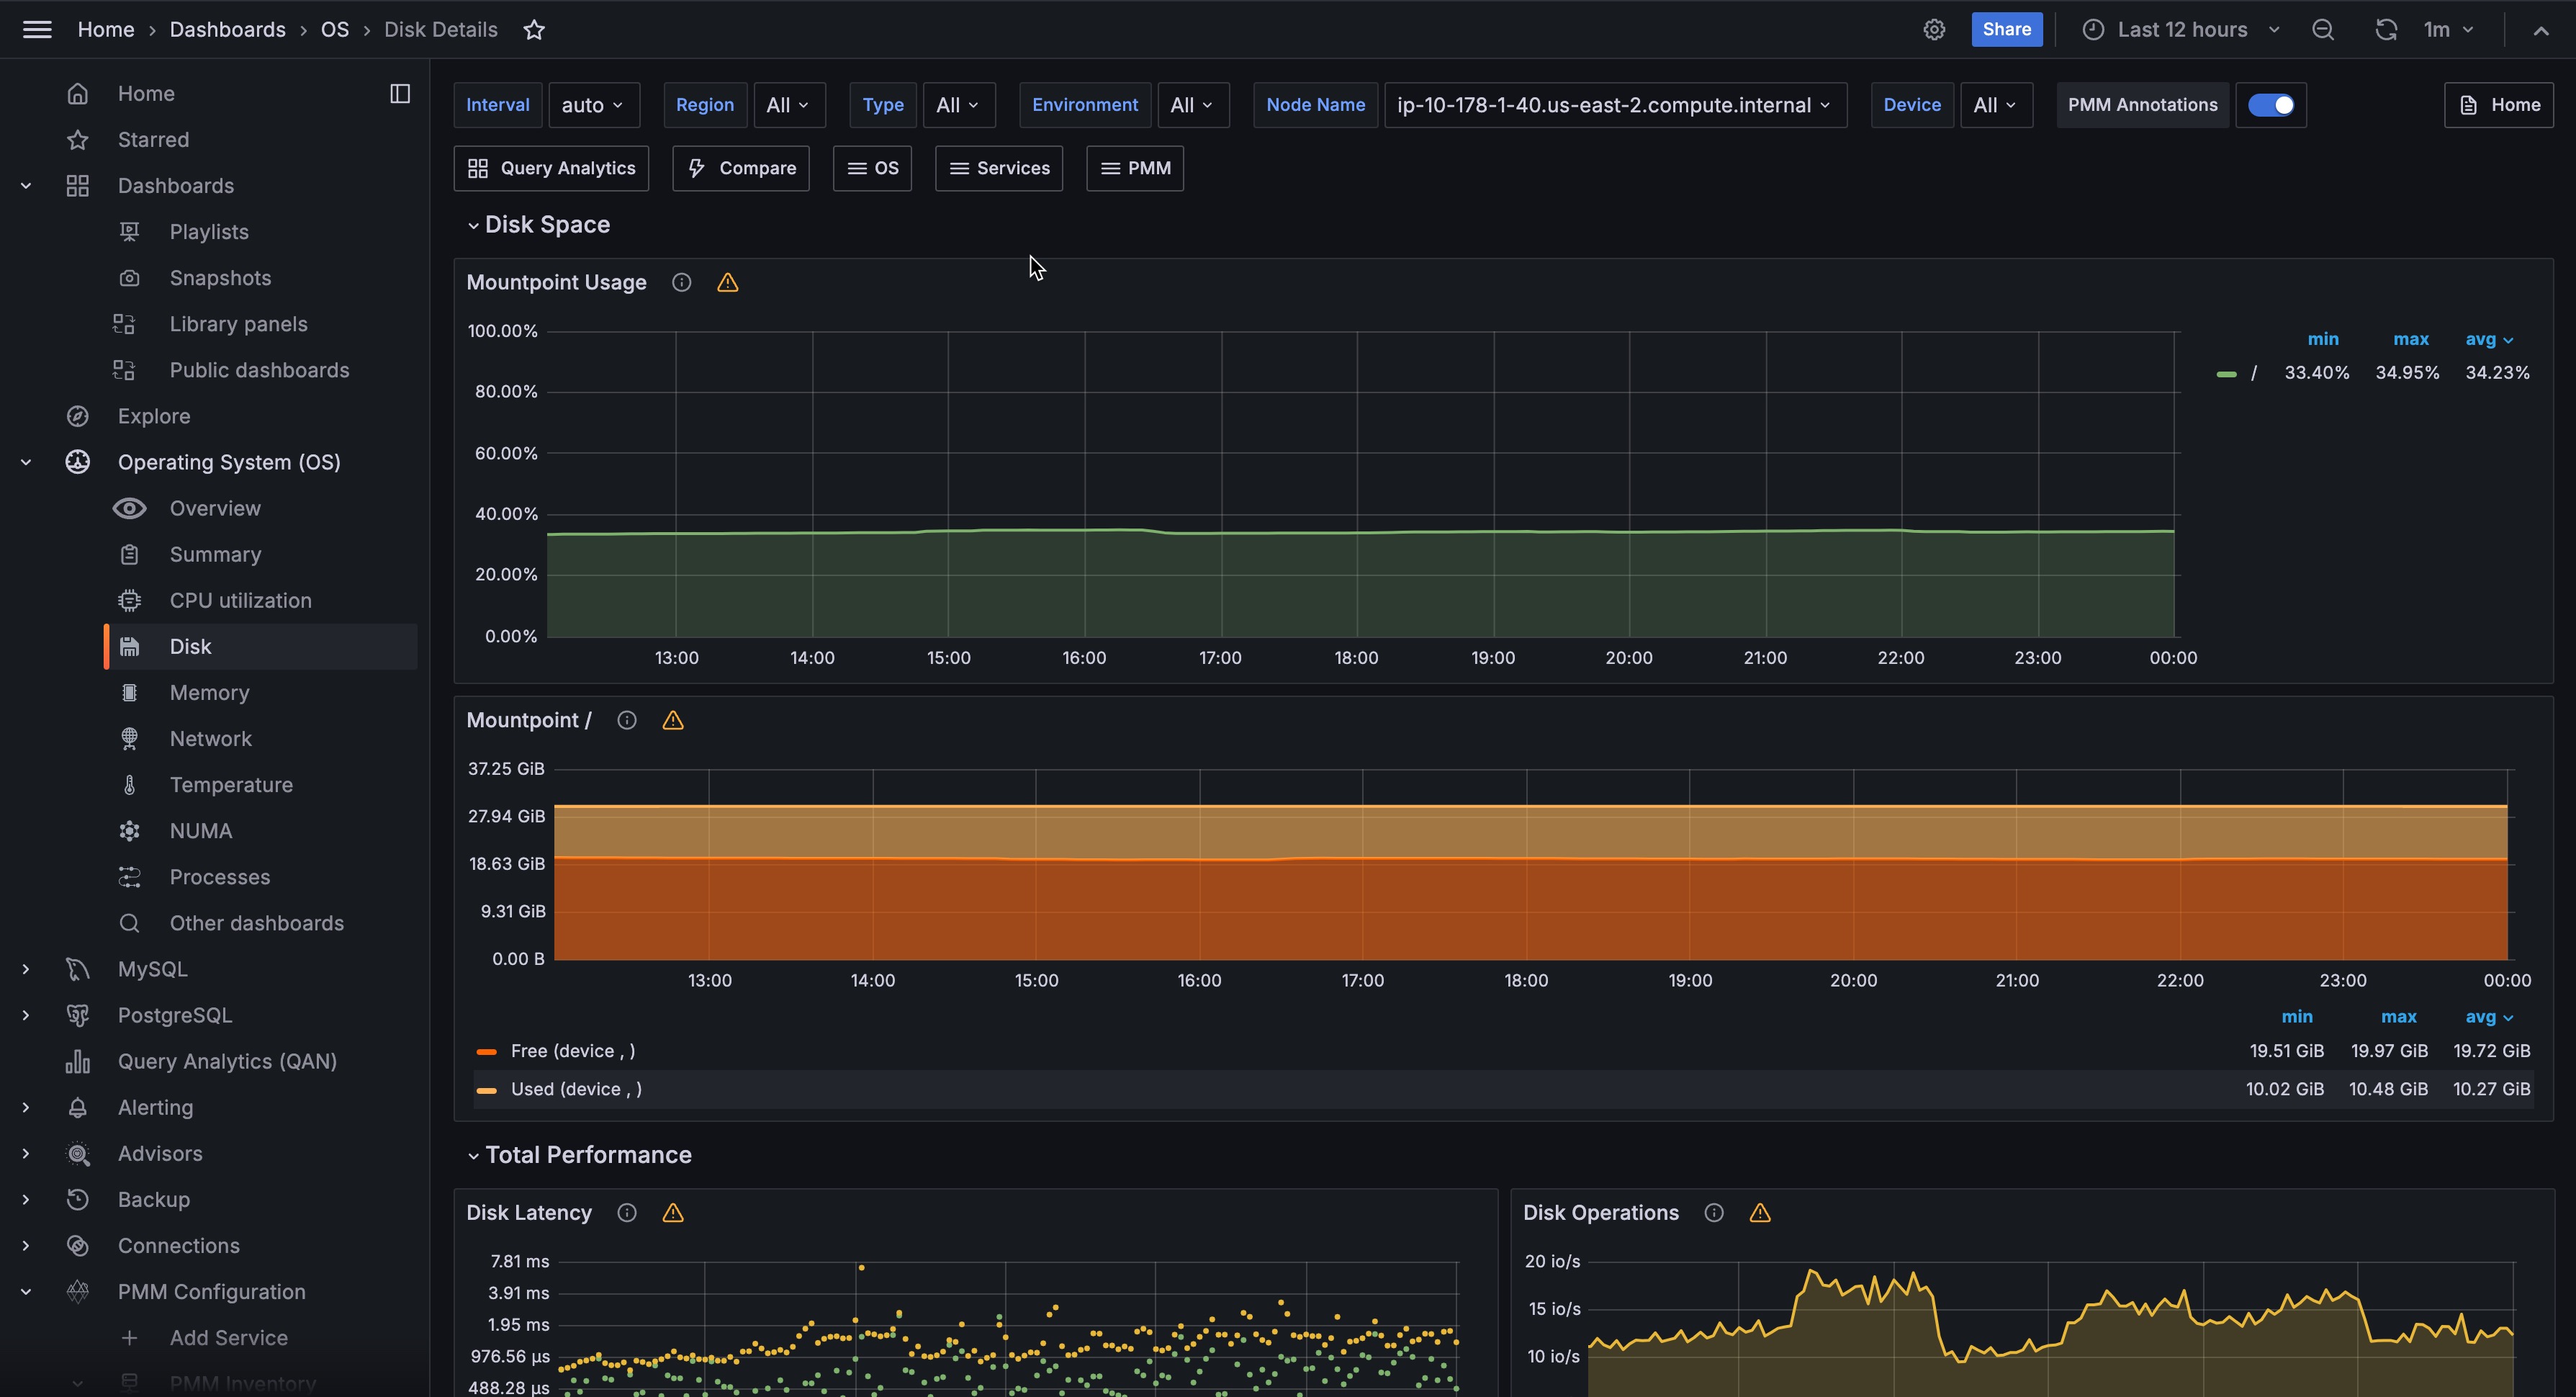 Home › Dashboards › OS › Disk Details
Share
Last 12 hours
1m
Home
Starred
Dashboards
Playlists
Snapshots
Library panels
Public dashboards
Explore
Operating System (OS)
Overview
Summary
CPU utilization
Disk
Memory
Network
Temperature
NUMA
Processes
Other dashboards
MySQL
PostgreSQL
Query Analytics (QAN)
Alerting
Advisors
Backup
Connections
PMM Configuration
Add Service
PMM Inventory
Interval auto Region All Type All Environment All Node Name ip-10-178-1-40.us-east-2.compute.internal Device All PMM Annotations Home
Query Analytics Compare OS Services PMM
Disk Space
Mountpoint Usage
100.00%
80.00%
60.00%
40.00%
20.00%
0.00%
13:00 14:00 15:00 16:00 17:00 18:00 19:00 20:00 21:00 22:00 23:00 00:00
min max avg
/ 33.40% 34.95% 34.23%
Mountpoint /
37.25 GiB
27.94 GiB
18.63 GiB
9.31 GiB
0.00 B
13:00 14:00 15:00 16:00 17:00 18:00 19:00 20:00 21:00 22:00 23:00 00:00
min max avg
Free (device , ) 19.51 GiB 19.97 GiB 19.72 GiB
Used (device , ) 10.02 GiB 10.48 GiB 10.27 GiB
Total Performance
Disk Latency
7.81 ms
3.91 ms
1.95 ms
976.56 µs
488.28 µs
Disk Operations
20 io/s
15 io/s
10 io/s